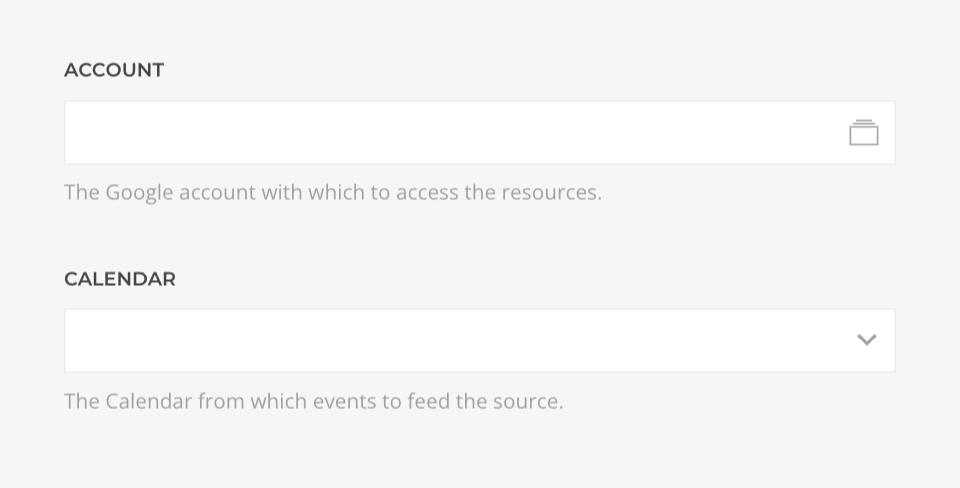 ACCOUNT
The Google account with which to access the resources.
CALENDAR
The Calendar from which events to feed the source.